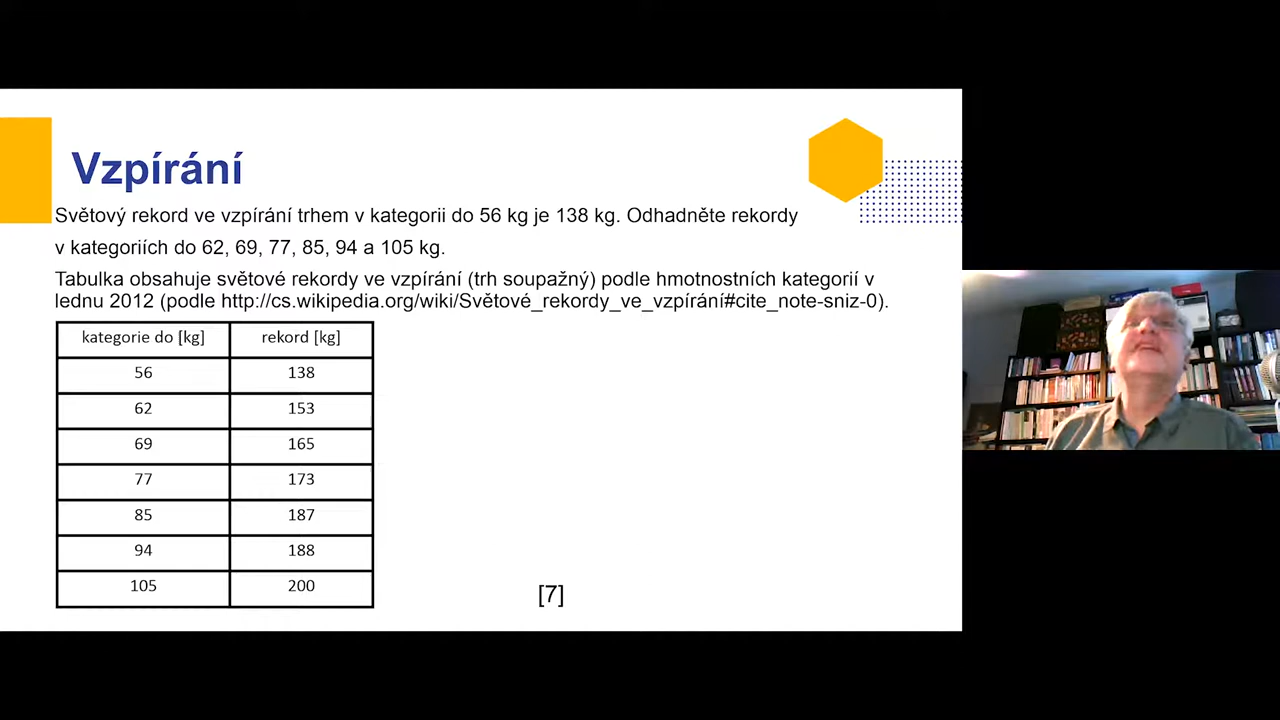 Vzpírání
Světový rekord ve vzpírání trhem v kategorii do 56 kg je 138 kg. Odhadněte rekordy
v kategoriích do 62, 69, 77, 85, 94 a 105 kg.
Tabulka obsahuje světové rekordy ve vzpírání (trh soupažný) podle hmotnostních kategorií v
lednu 2012 (podle http://cs.wikipedia.org/wiki/Světové_rekordy_ve_vzpírání#cite_note-sniz-0).
kategorie do [kg] rekord [kg]
56 138
62 153
69 165
77 173
85 187
94 188
105 200
[7]